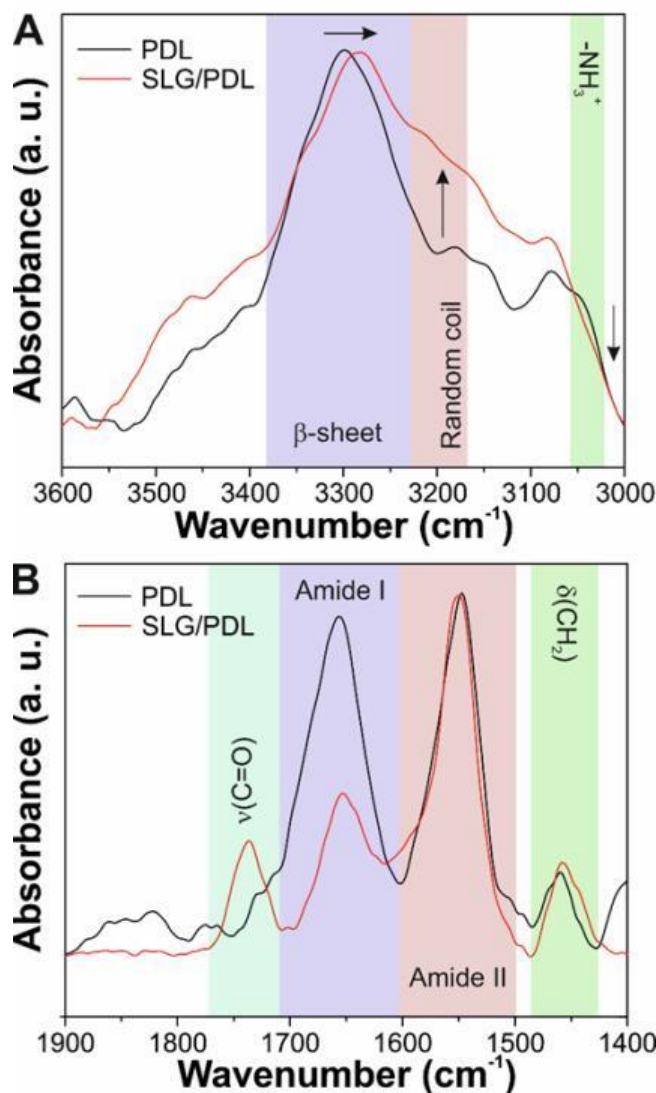 A
PDL
SLG/PDL
-NH₃⁺
β-sheet
Random coil
Absorbance (a. u.)
3600 3500 3400 3300 3200 3100 3000
Wavenumber (cm⁻¹)
B
PDL
SLG/PDL
Amide I
ν(C=O)
δ(CH₂)
Amide II
Absorbance (a. u.)
1900 1800 1700 1600 1500 1400
Wavenumber (cm⁻¹)